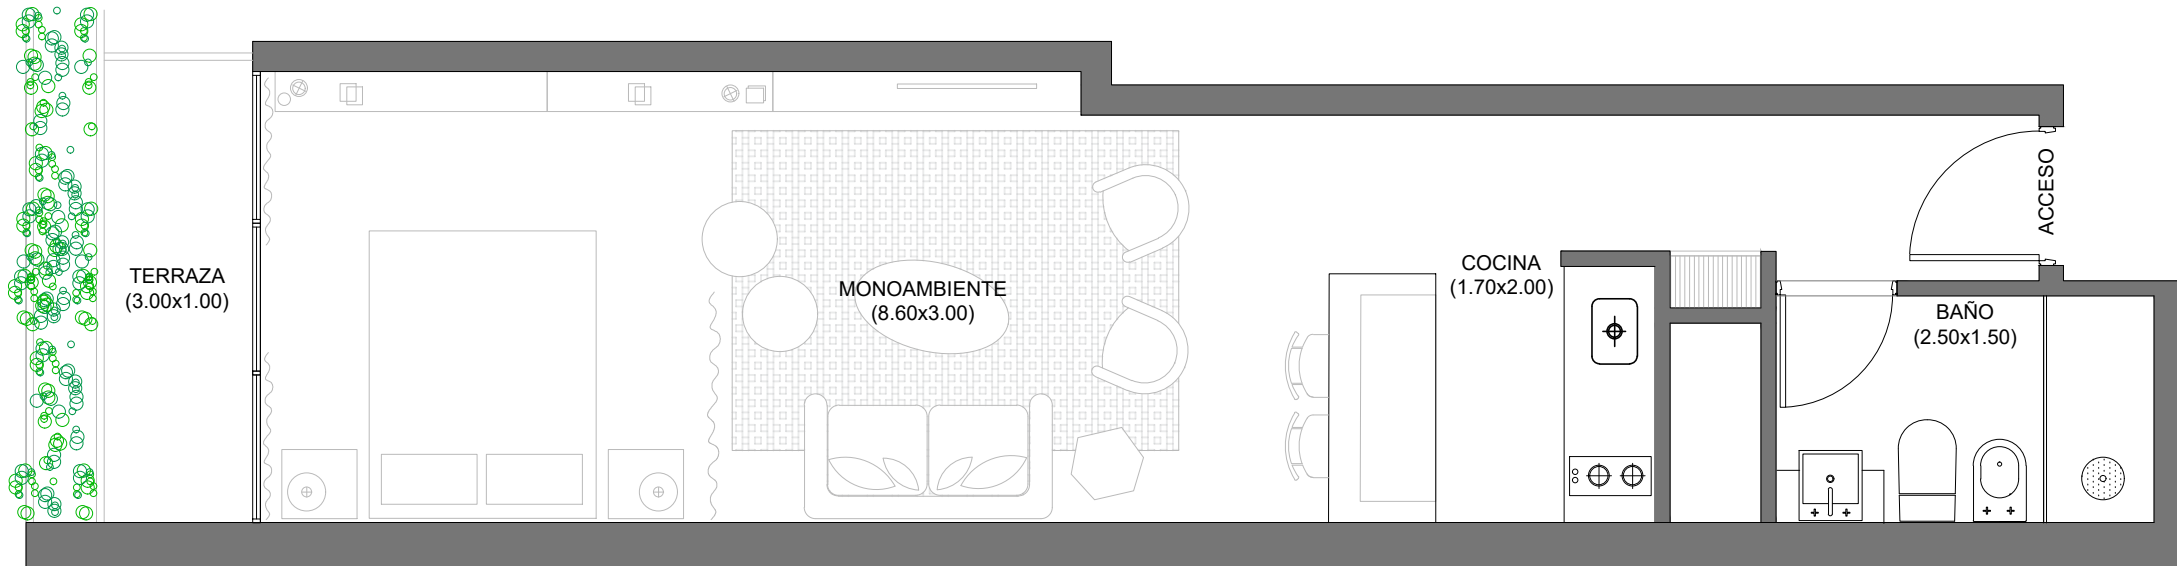 TERRAZA
(3.00x1.00)
MONOAMBIENTE
(8.60x3.00)
COCINA
(1.70x2.00)
BAÑO
(2.50x1.50)
ACCESO